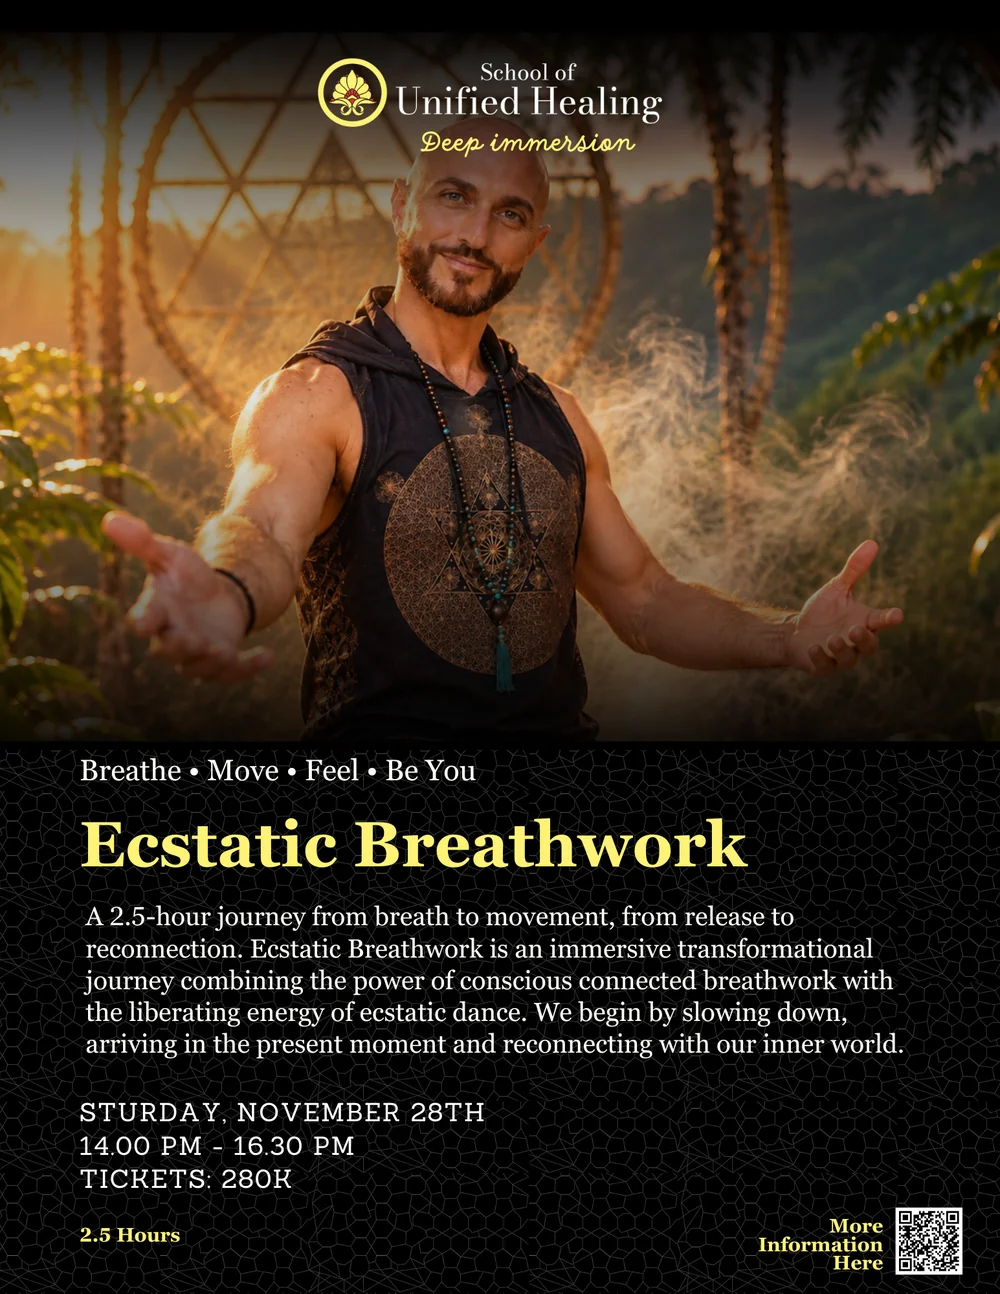 School of
Unified Healing
Deep immersion
Breathe • Move • Feel • Be You
Ecstatic Breathwork
A 2.5-hour journey from breath to movement, from release to
reconnection. Ecstatic Breathwork is an immersive transformational
journey combining the power of conscious connected breathwork with
the liberating energy of ecstatic dance. We begin by slowing down,
arriving in the present moment and reconnecting with our inner world.
STURDAY, NOVEMBER 28TH
14.00 PM - 16.30 PM
TICKETS: 280K
2.5 Hours
More
Information
Here